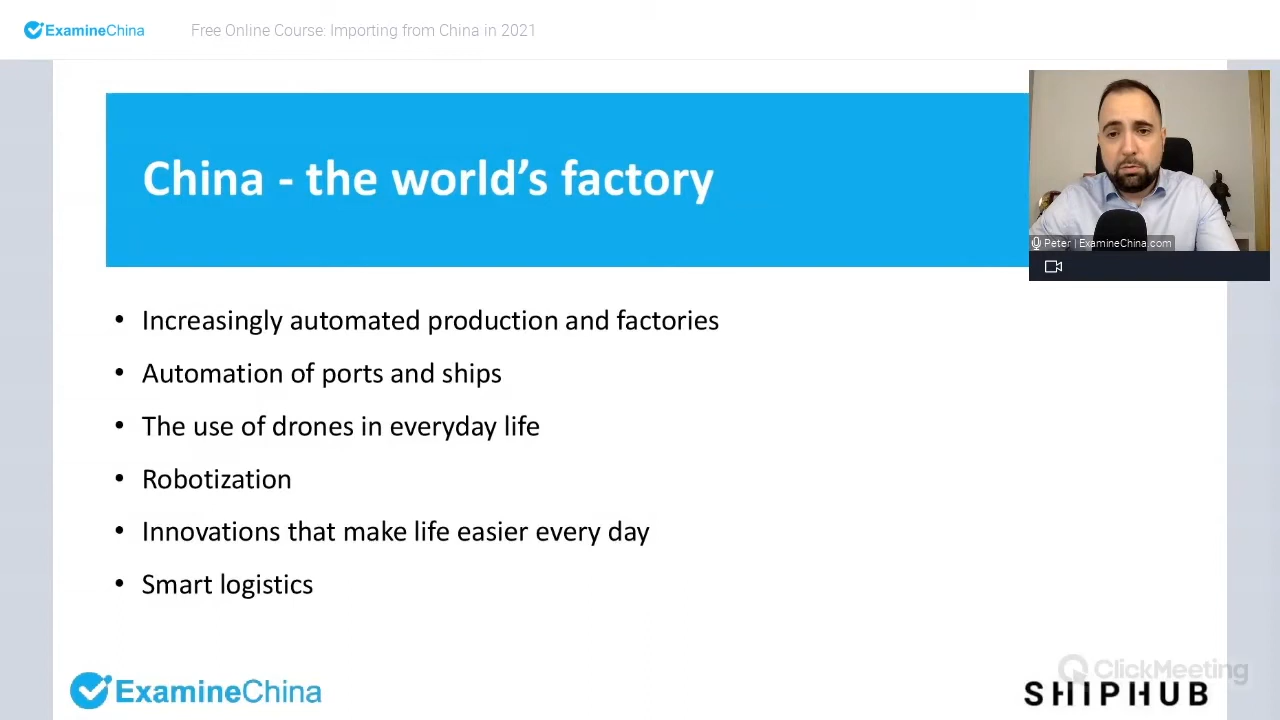 ExamineChina
Free Online Course: Importing from China in 2021
China - the world's factory
Peter | ExamineChina.com
• Increasingly automated production and factories
• Automation of ports and ships
• The use of drones in everyday life
• Robotization
• Innovations that make life easier every day
• Smart logistics
ExamineChina
ClickMeeting
SHIPHUB